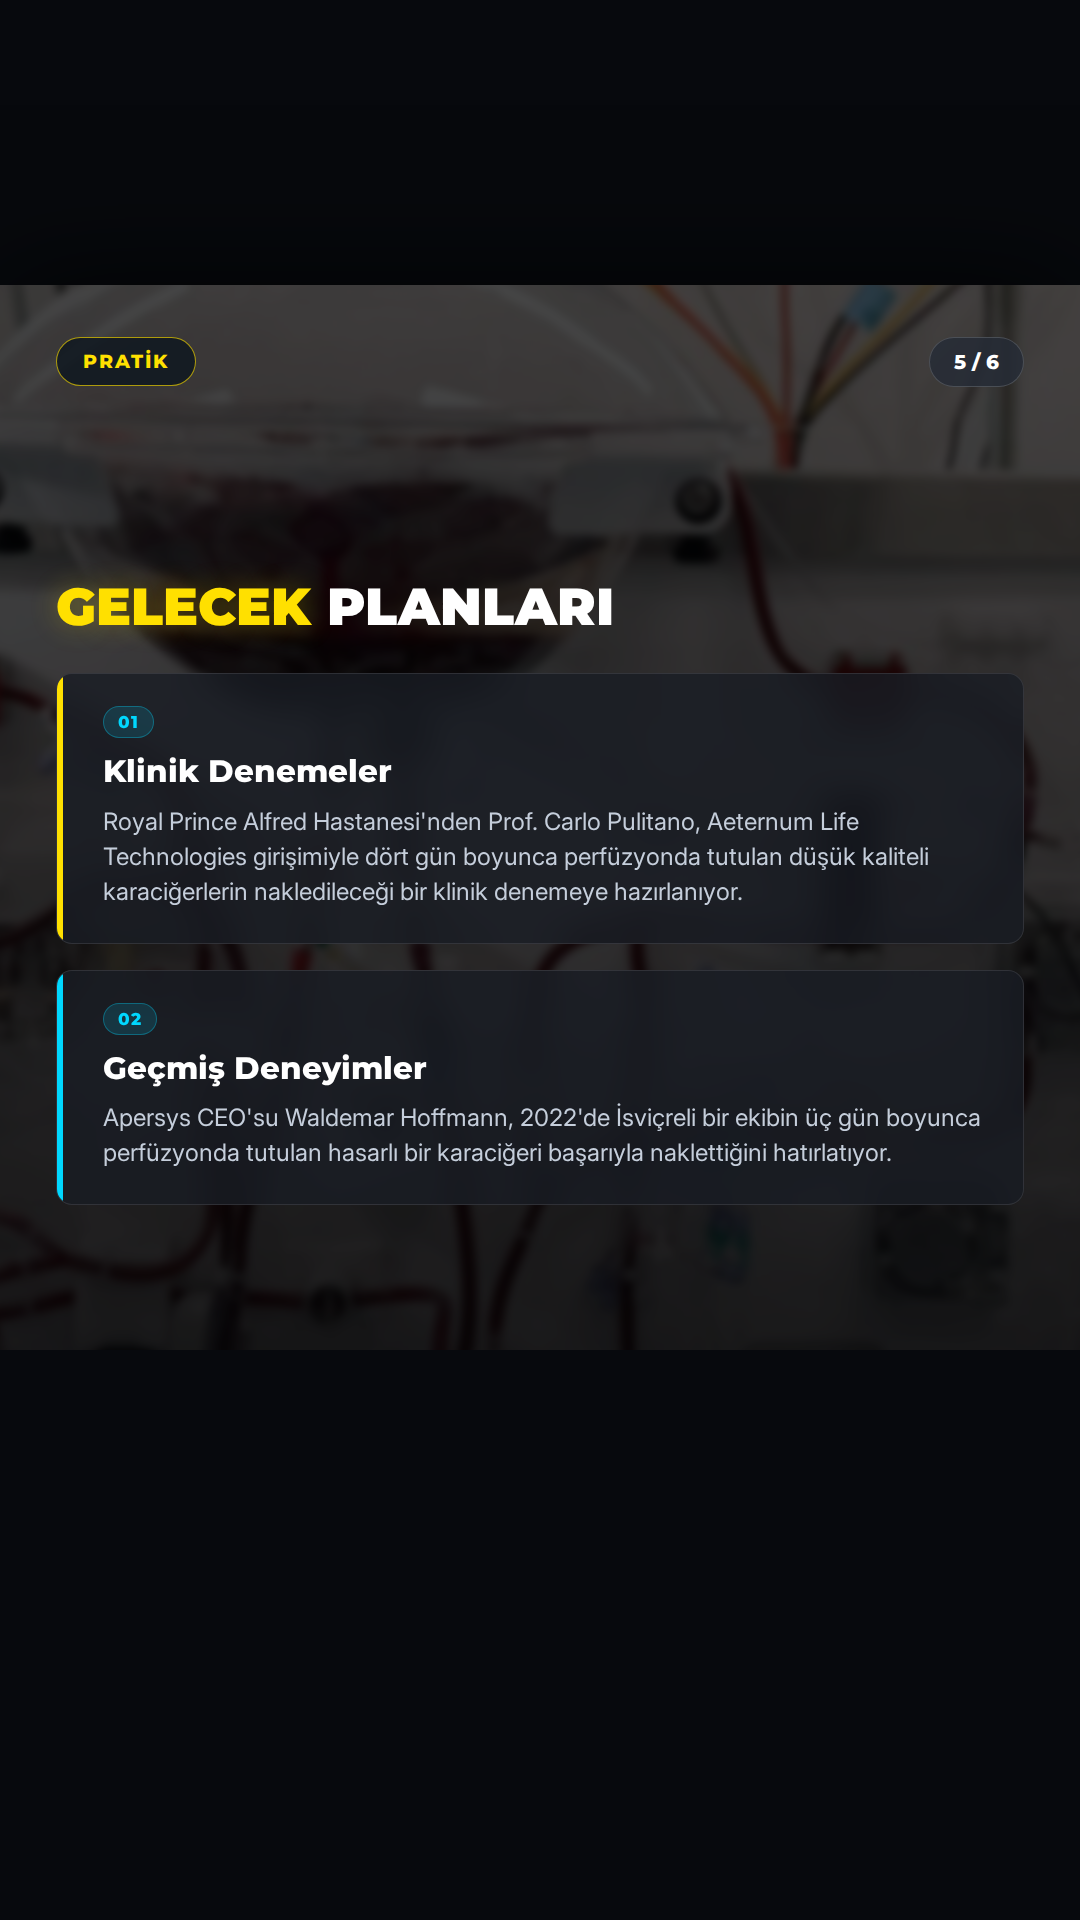 PRATİK
5 / 6
GELECEK PLANLARI
01
Klinik Denemeler
Royal Prince Alfred Hastanesi'nden Prof. Carlo Pulitano, Aeternum Life
Technologies girişimiyle dört gün boyunca perfüzyonda tutulan düşük kaliteli
karaciğerlerin nakledileceği bir klinik denemeye hazırlanıyor.
02
Geçmiş Deneyimler
Apersys CEO'su Waldemar Hoffmann, 2022'de İsviçreli bir ekibin üç gün boyunca
perfüzyonda tutulan hasarlı bir karaciğeri başarıyla naklettiğini hatırlatıyor.